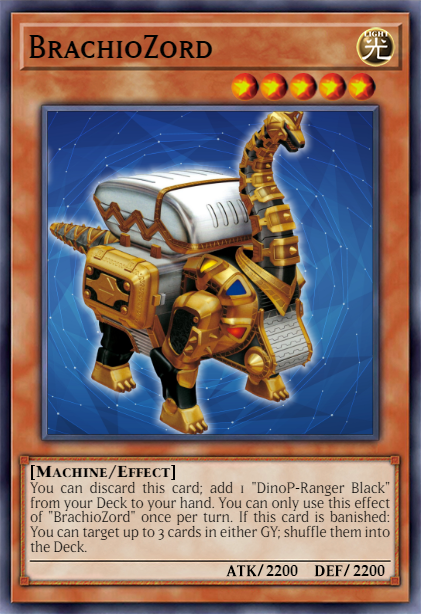 BrachioZord
LIGHT
光
[Machine/Effect]
You can discard this card; add 1 "DinoP-Ranger Black"
from your Deck to your hand. You can only use this effect
of "BrachioZord" once per turn. If this card is banished:
You can target up to 3 cards in either GY; shuffle them into
the Deck.
ATK/2200 DEF/2200